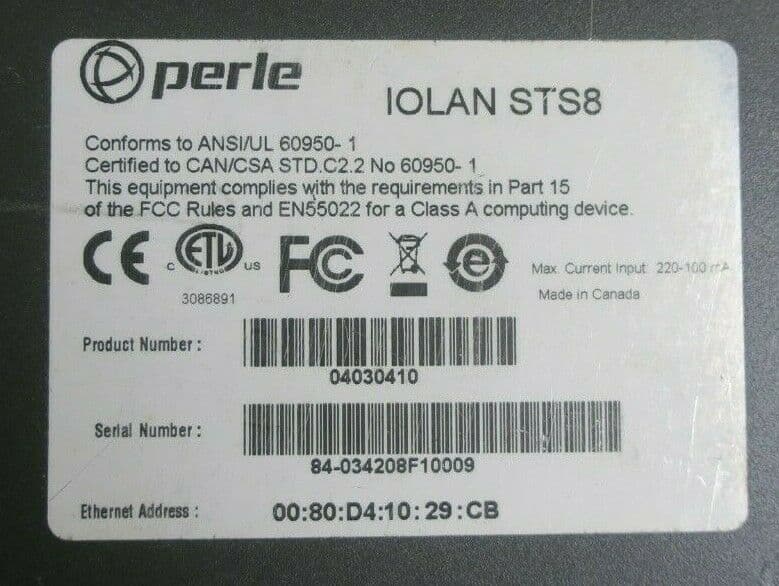 perle
IOLAN STS8
Conforms to ANSI/UL 60950- 1
Certified to CAN/CSA STD.C2.2 No 60950- 1
This equipment complies with the requirements in Part 15
of the FCC Rules and EN55022 for a Class A computing device.
CE
C ETL US
LISTED
FC
e
3086891
Max. Current Input 220-100 mA
Made in Canada
Product Number :
04030410
Serial Number :
84-034208F10009
Ethernet Address : 00:80:D4:10:29:CB